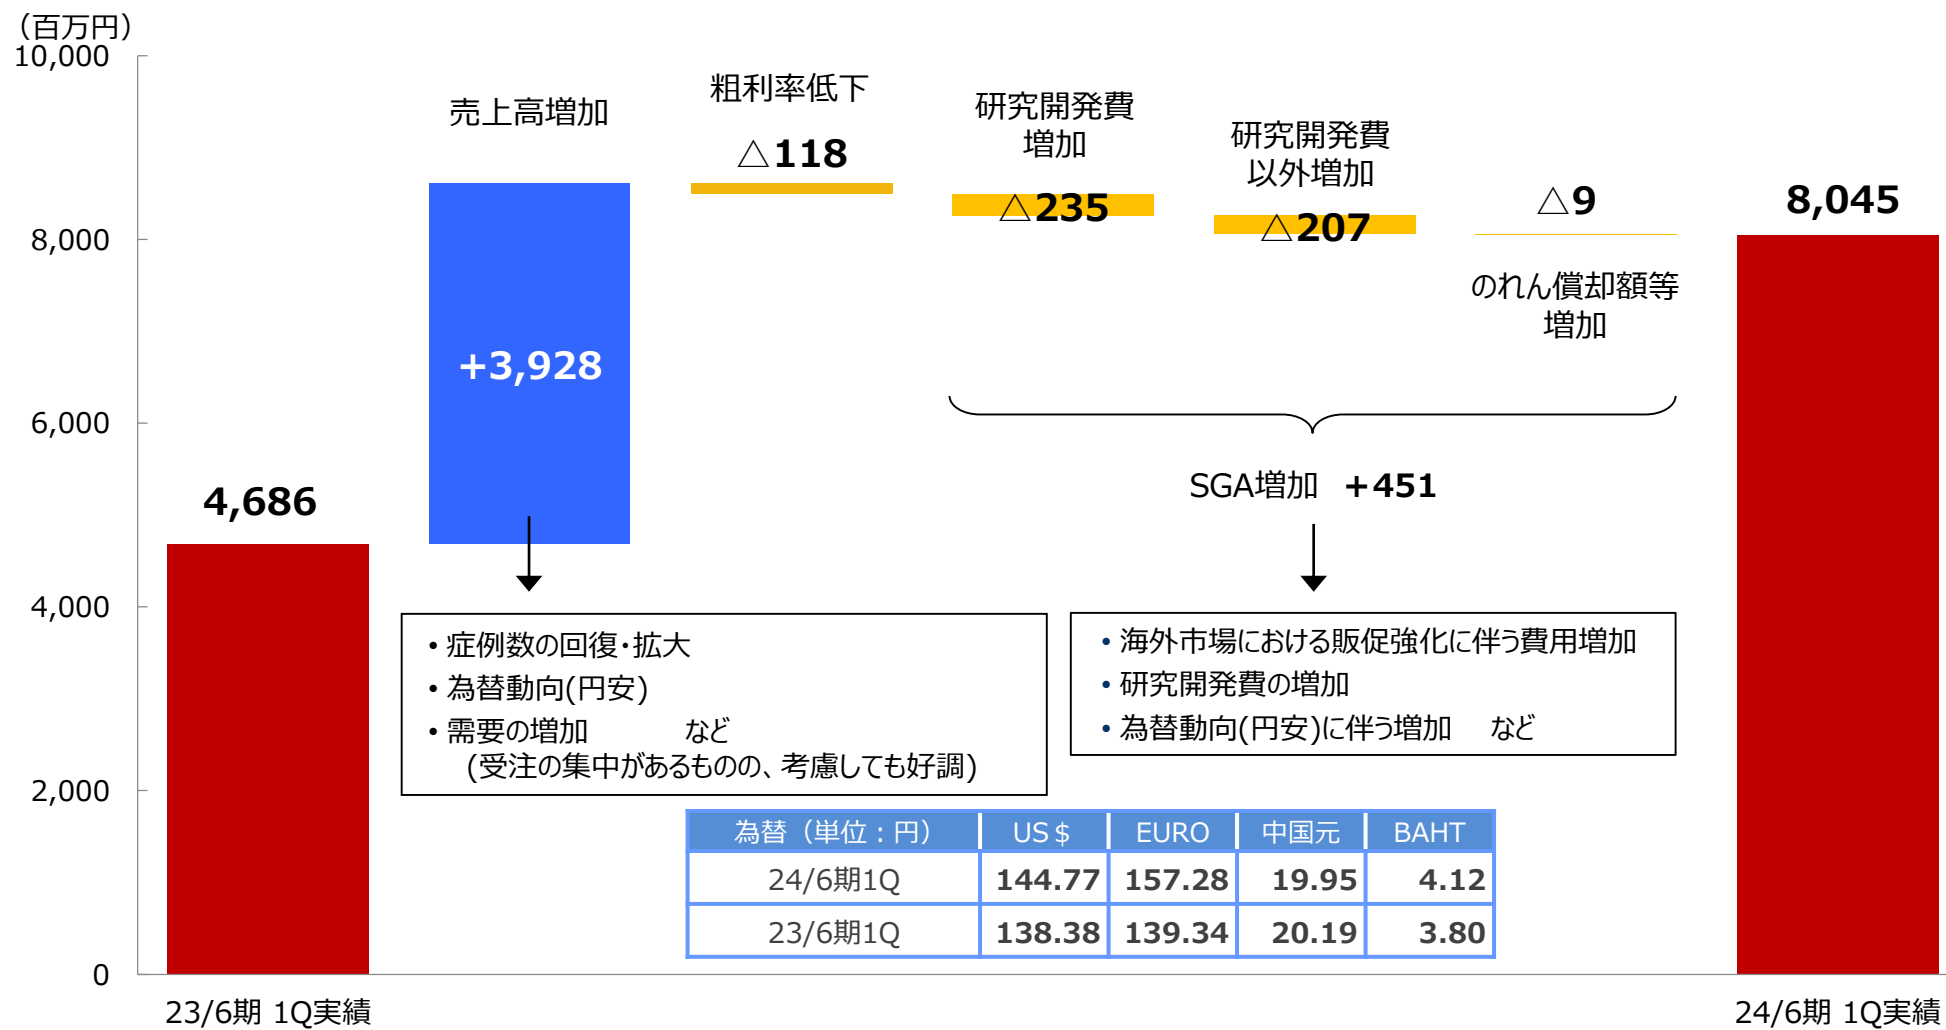 （百万円）
10,000
8,000
6,000
4,000
2,000
0
4,686
23/6期 1Q実績
売上高増加
+3,928
粗利率低下
△118
研究開発費
増加
△235
研究開発費
以外増加
△207
△9
のれん償却額等
増加
8,045
24/6期 1Q実績
SGA増加 +451
・症例数の回復・拡大
・為替動向(円安)
・需要の増加 など
(受注の集中があるものの、考慮しても好調)
・海外市場における販促強化に伴う費用増加
・研究開発費の増加
・為替動向(円安)に伴う増加 など
為替（単位：円） US＄ EURO 中国元 BAHT
24/6期1Q 144.77 157.28 19.95 4.12
23/6期1Q 138.38 139.34 20.19 3.80